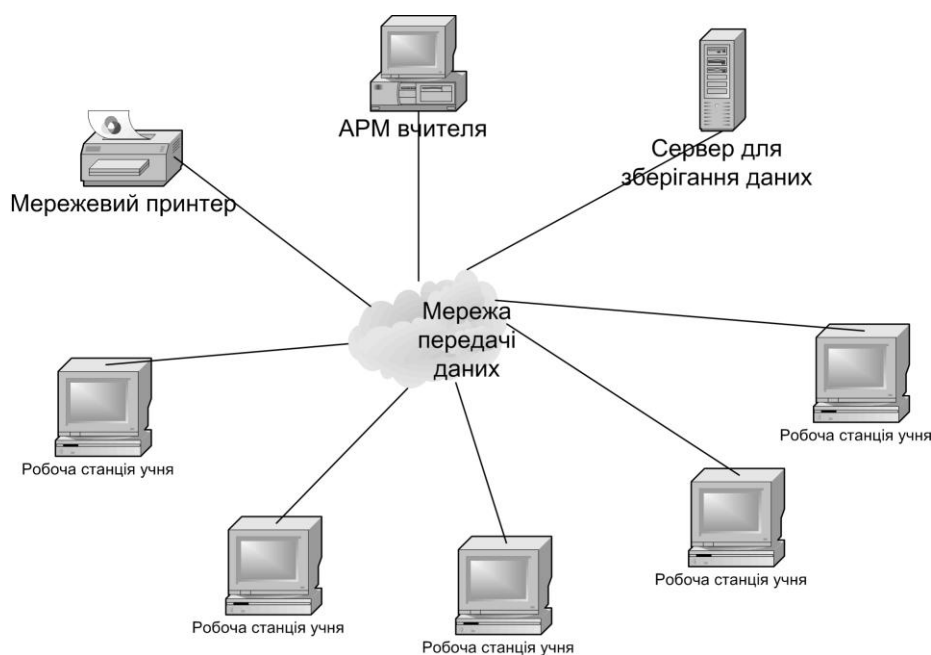 АРМ вчителя
Сервер для
зберігання даних
Мережевий принтер
Мережа
передачі
даних
Робоча станція учня
Робоча станція учня
Робоча станція учня
Робоча станція учня
Робоча станція учня